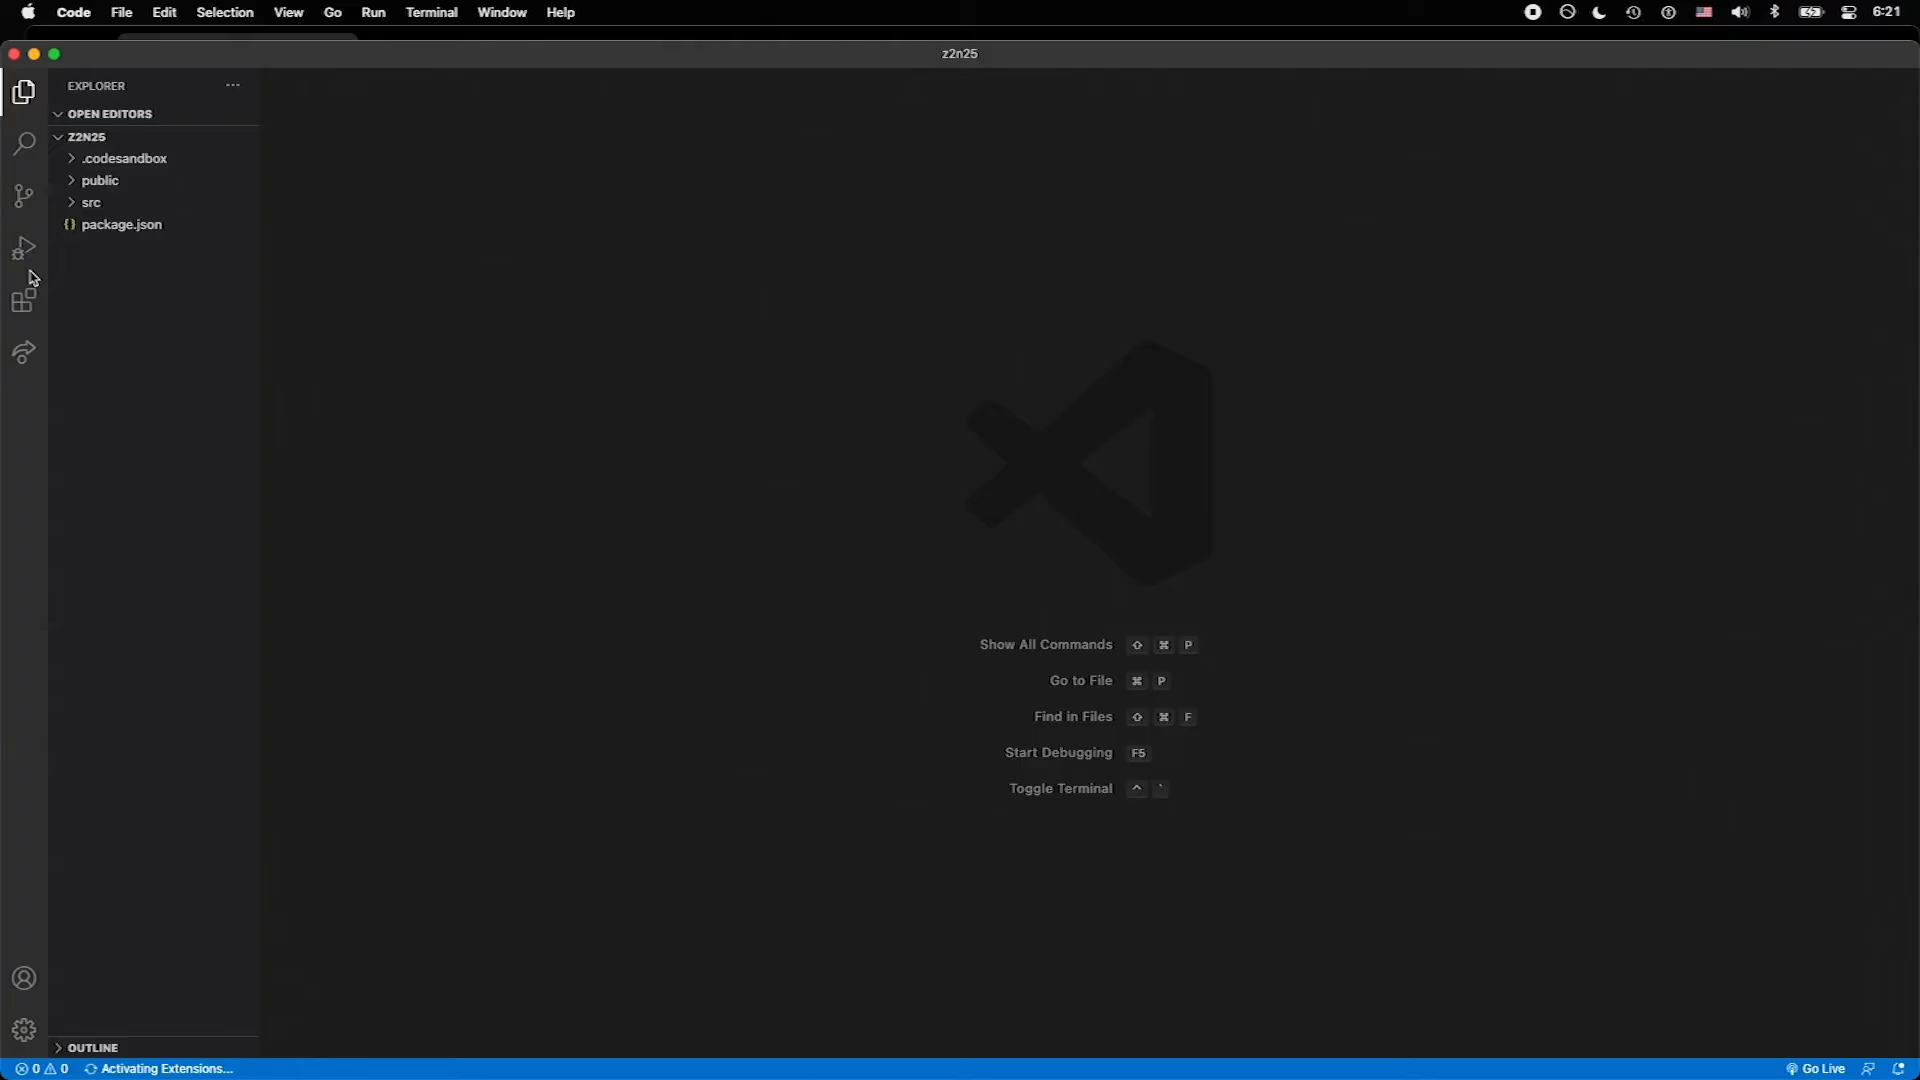 Code File Edit Selection View Go Run Terminal Window Help 6:21
z2n25
EXPLORER
OPEN EDITORS
Z2N25
.codesandbox
public
src
{} package.json
Show All Commands ⇧ ⌘ P
Go to File ⌘ P
Find in Files ⇧ ⌘ F
Start Debugging F5
Toggle Terminal ^ `
OUTLINE
0 0 Activating Extensions... Go Live